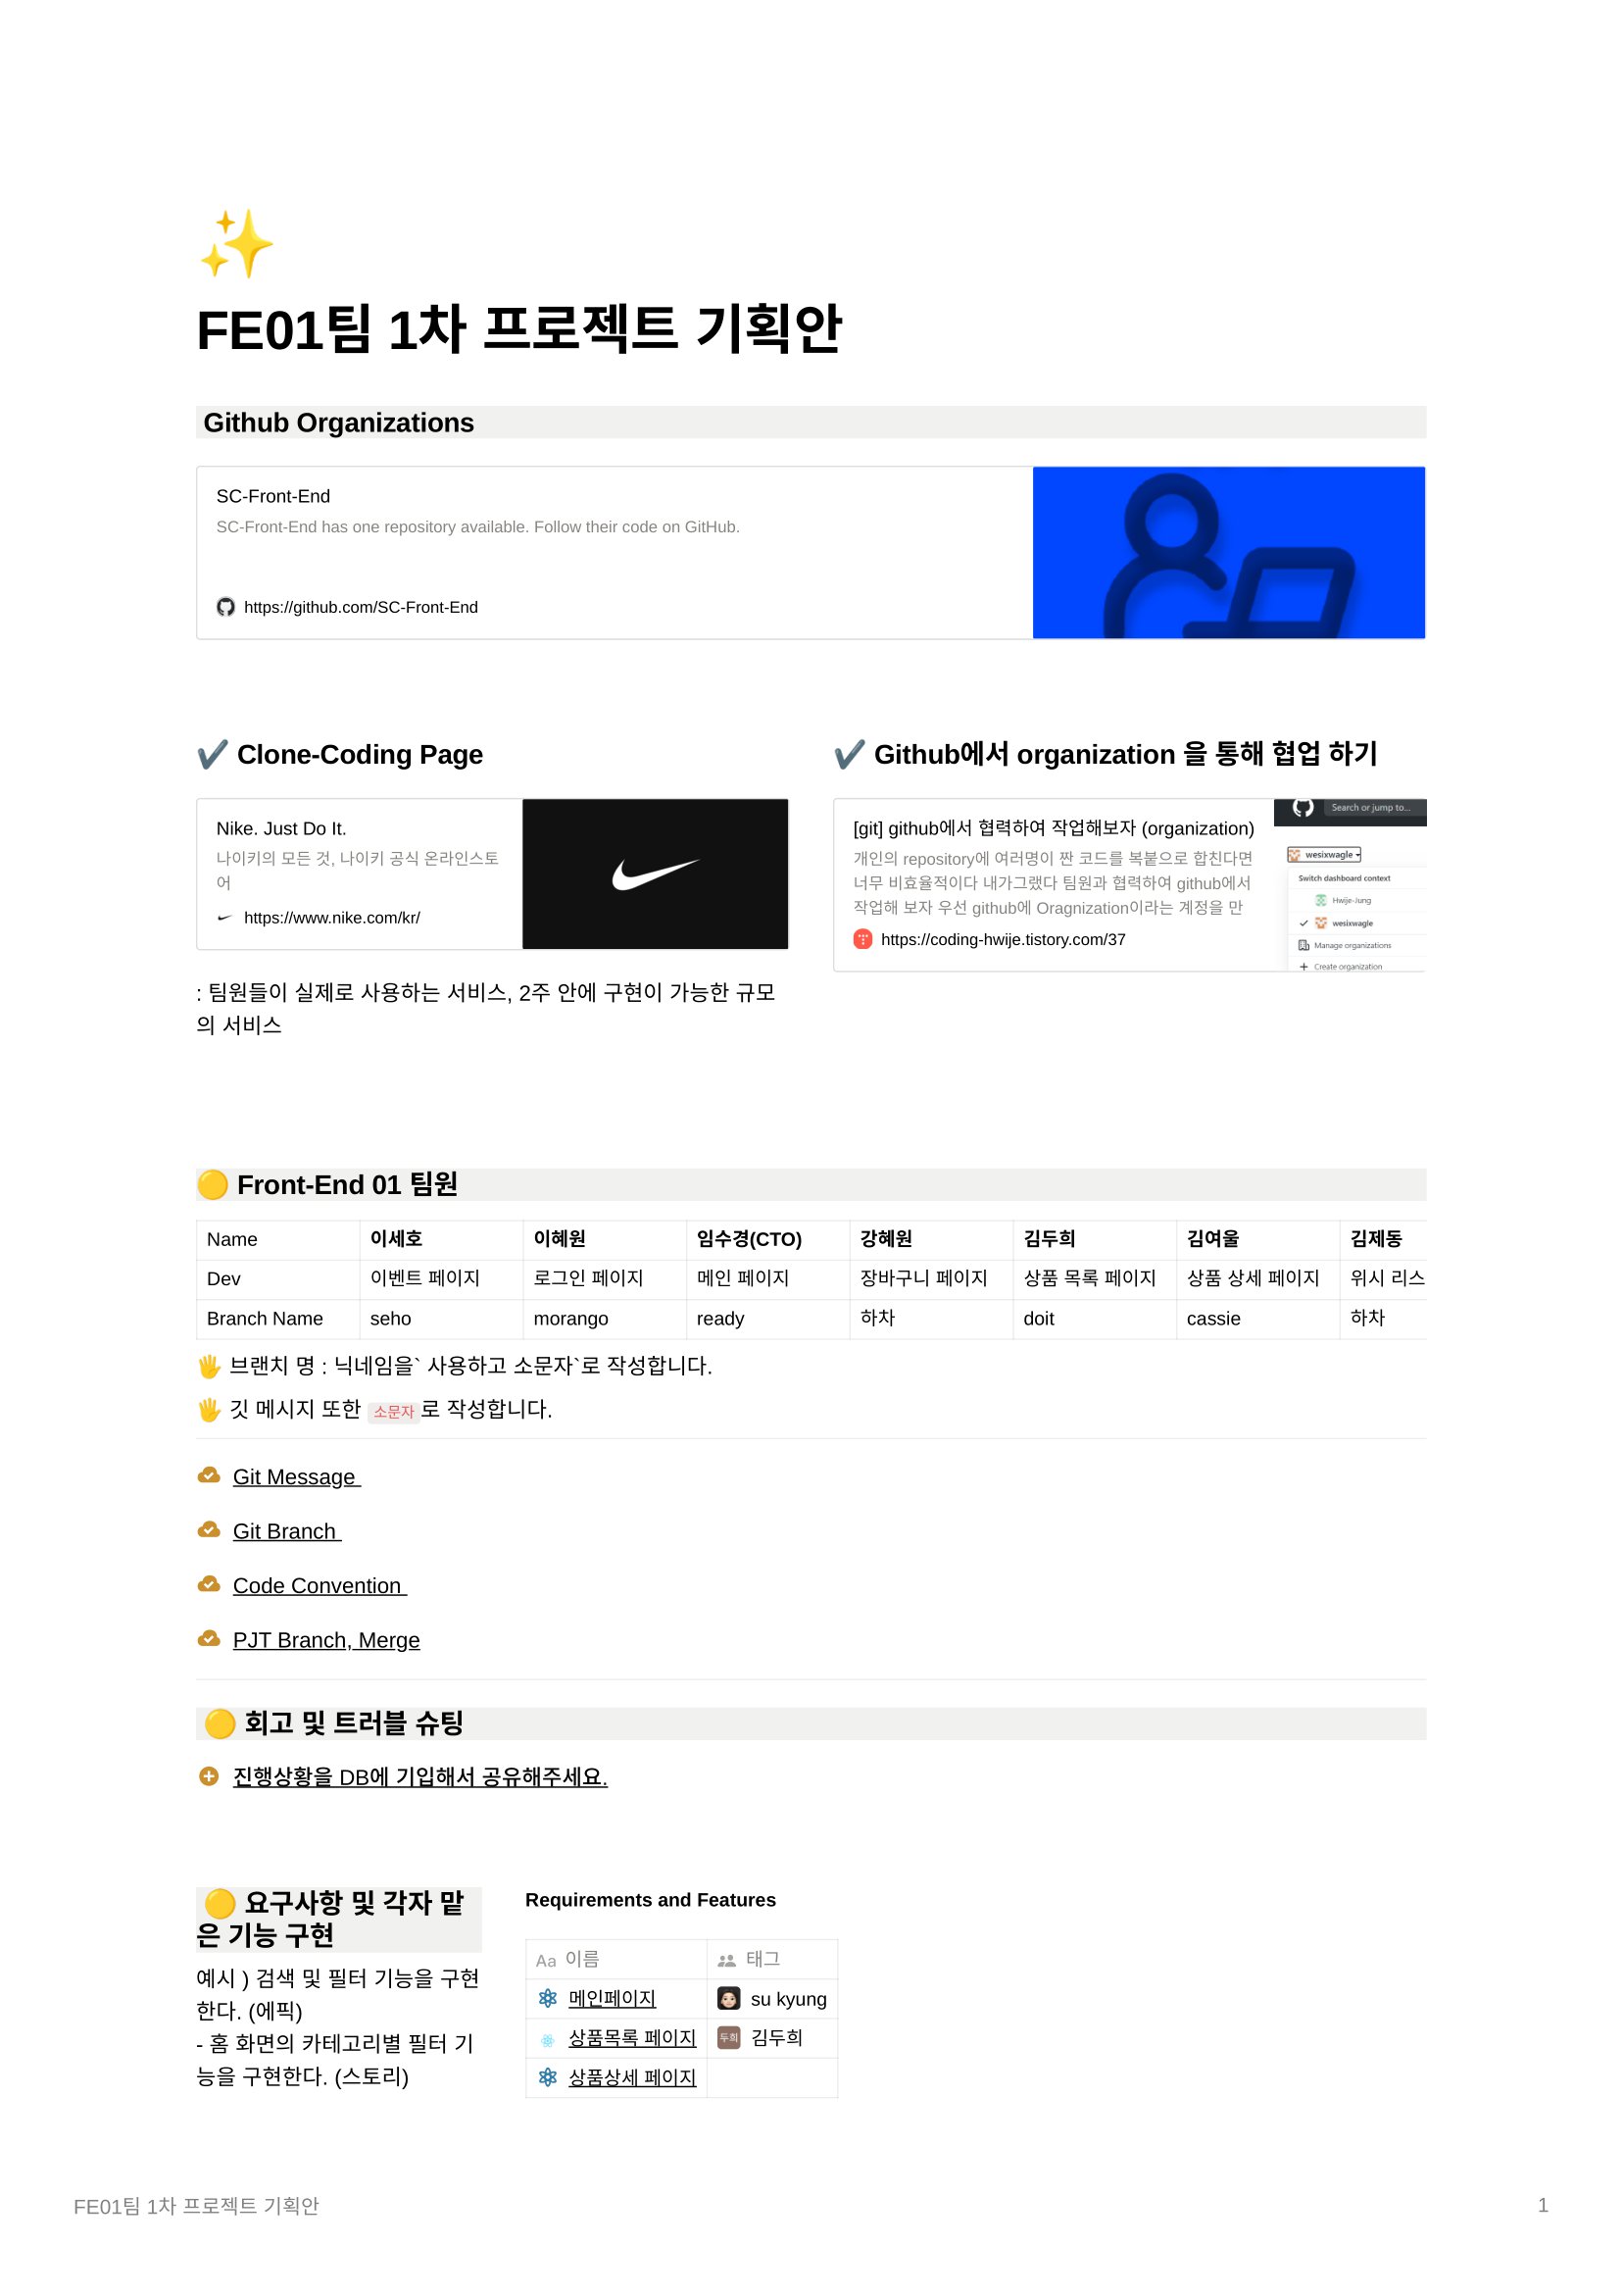 FE01팀 1차 프로젝트 기획안
Github Organizations
SC-Front-End
SC-Front-End has one repository available. Follow their code on GitHub.
https://github.com/SC-Front-End
✔️ Clone-Coding Page
Nike. Just Do It.
나이키의 모든 것, 나이키 공식 온라인스토
어
https://www.nike.com/kr/
: 팀원들이 실제로 사용하는 서비스, 2주 안에 구현이 가능한 규모
의 서비스
✔️ Github에서 organization 을 통해 협업 하기
[git] github에서 협력하여 작업해보자 (organization)
개인의 repository에 여러명이 짠 코드를 복붙으로 합친다면
너무 비효율적이다 내가그랬다 팀원과 협력하여 github에서
작업해 보자 우선 github에 Oragnization이라는 계정을 만
https://coding-hwije.tistory.com/37
Search or jump to...
wesixwagle
Switch dashboard context
Hwije-Jung
wesixwagle
Manage organizations
Create organization
🟡 Front-End 01 팀원
Name 이세호 이혜원 임수경(CTO) 강혜원 김두희 김여울 김제동
Dev 이벤트 페이지 로그인 페이지 메인 페이지 장바구니 페이지 상품 목록 페이지 상품 상세 페이지 위시 리스
Branch Name seho morango ready 하차 doit cassie 하차
🖐 브랜치 명 : 닉네임을` 사용하고 소문자`로 작성합니다.
🖐 깃 메시지 또한 소문자로 작성합니다.
Git Message
Git Branch
Code Convention
PJT Branch, Merge
🟡 회고 및 트러블 슈팅
진행상황을 DB에 기입해서 공유해주세요.
🟡 요구사항 및 각자 맡
은 기능 구현
예시 ) 검색 및 필터 기능을 구현
한다. (에픽)
- 홈 화면의 카테고리별 필터 기
능을 구현한다. (스토리)
Requirements and Features
Aa 이름 태그
메인페이지 su kyung
상품목록 페이지 두희 김두희
상품상세 페이지
FE01팀 1차 프로젝트 기획안 1